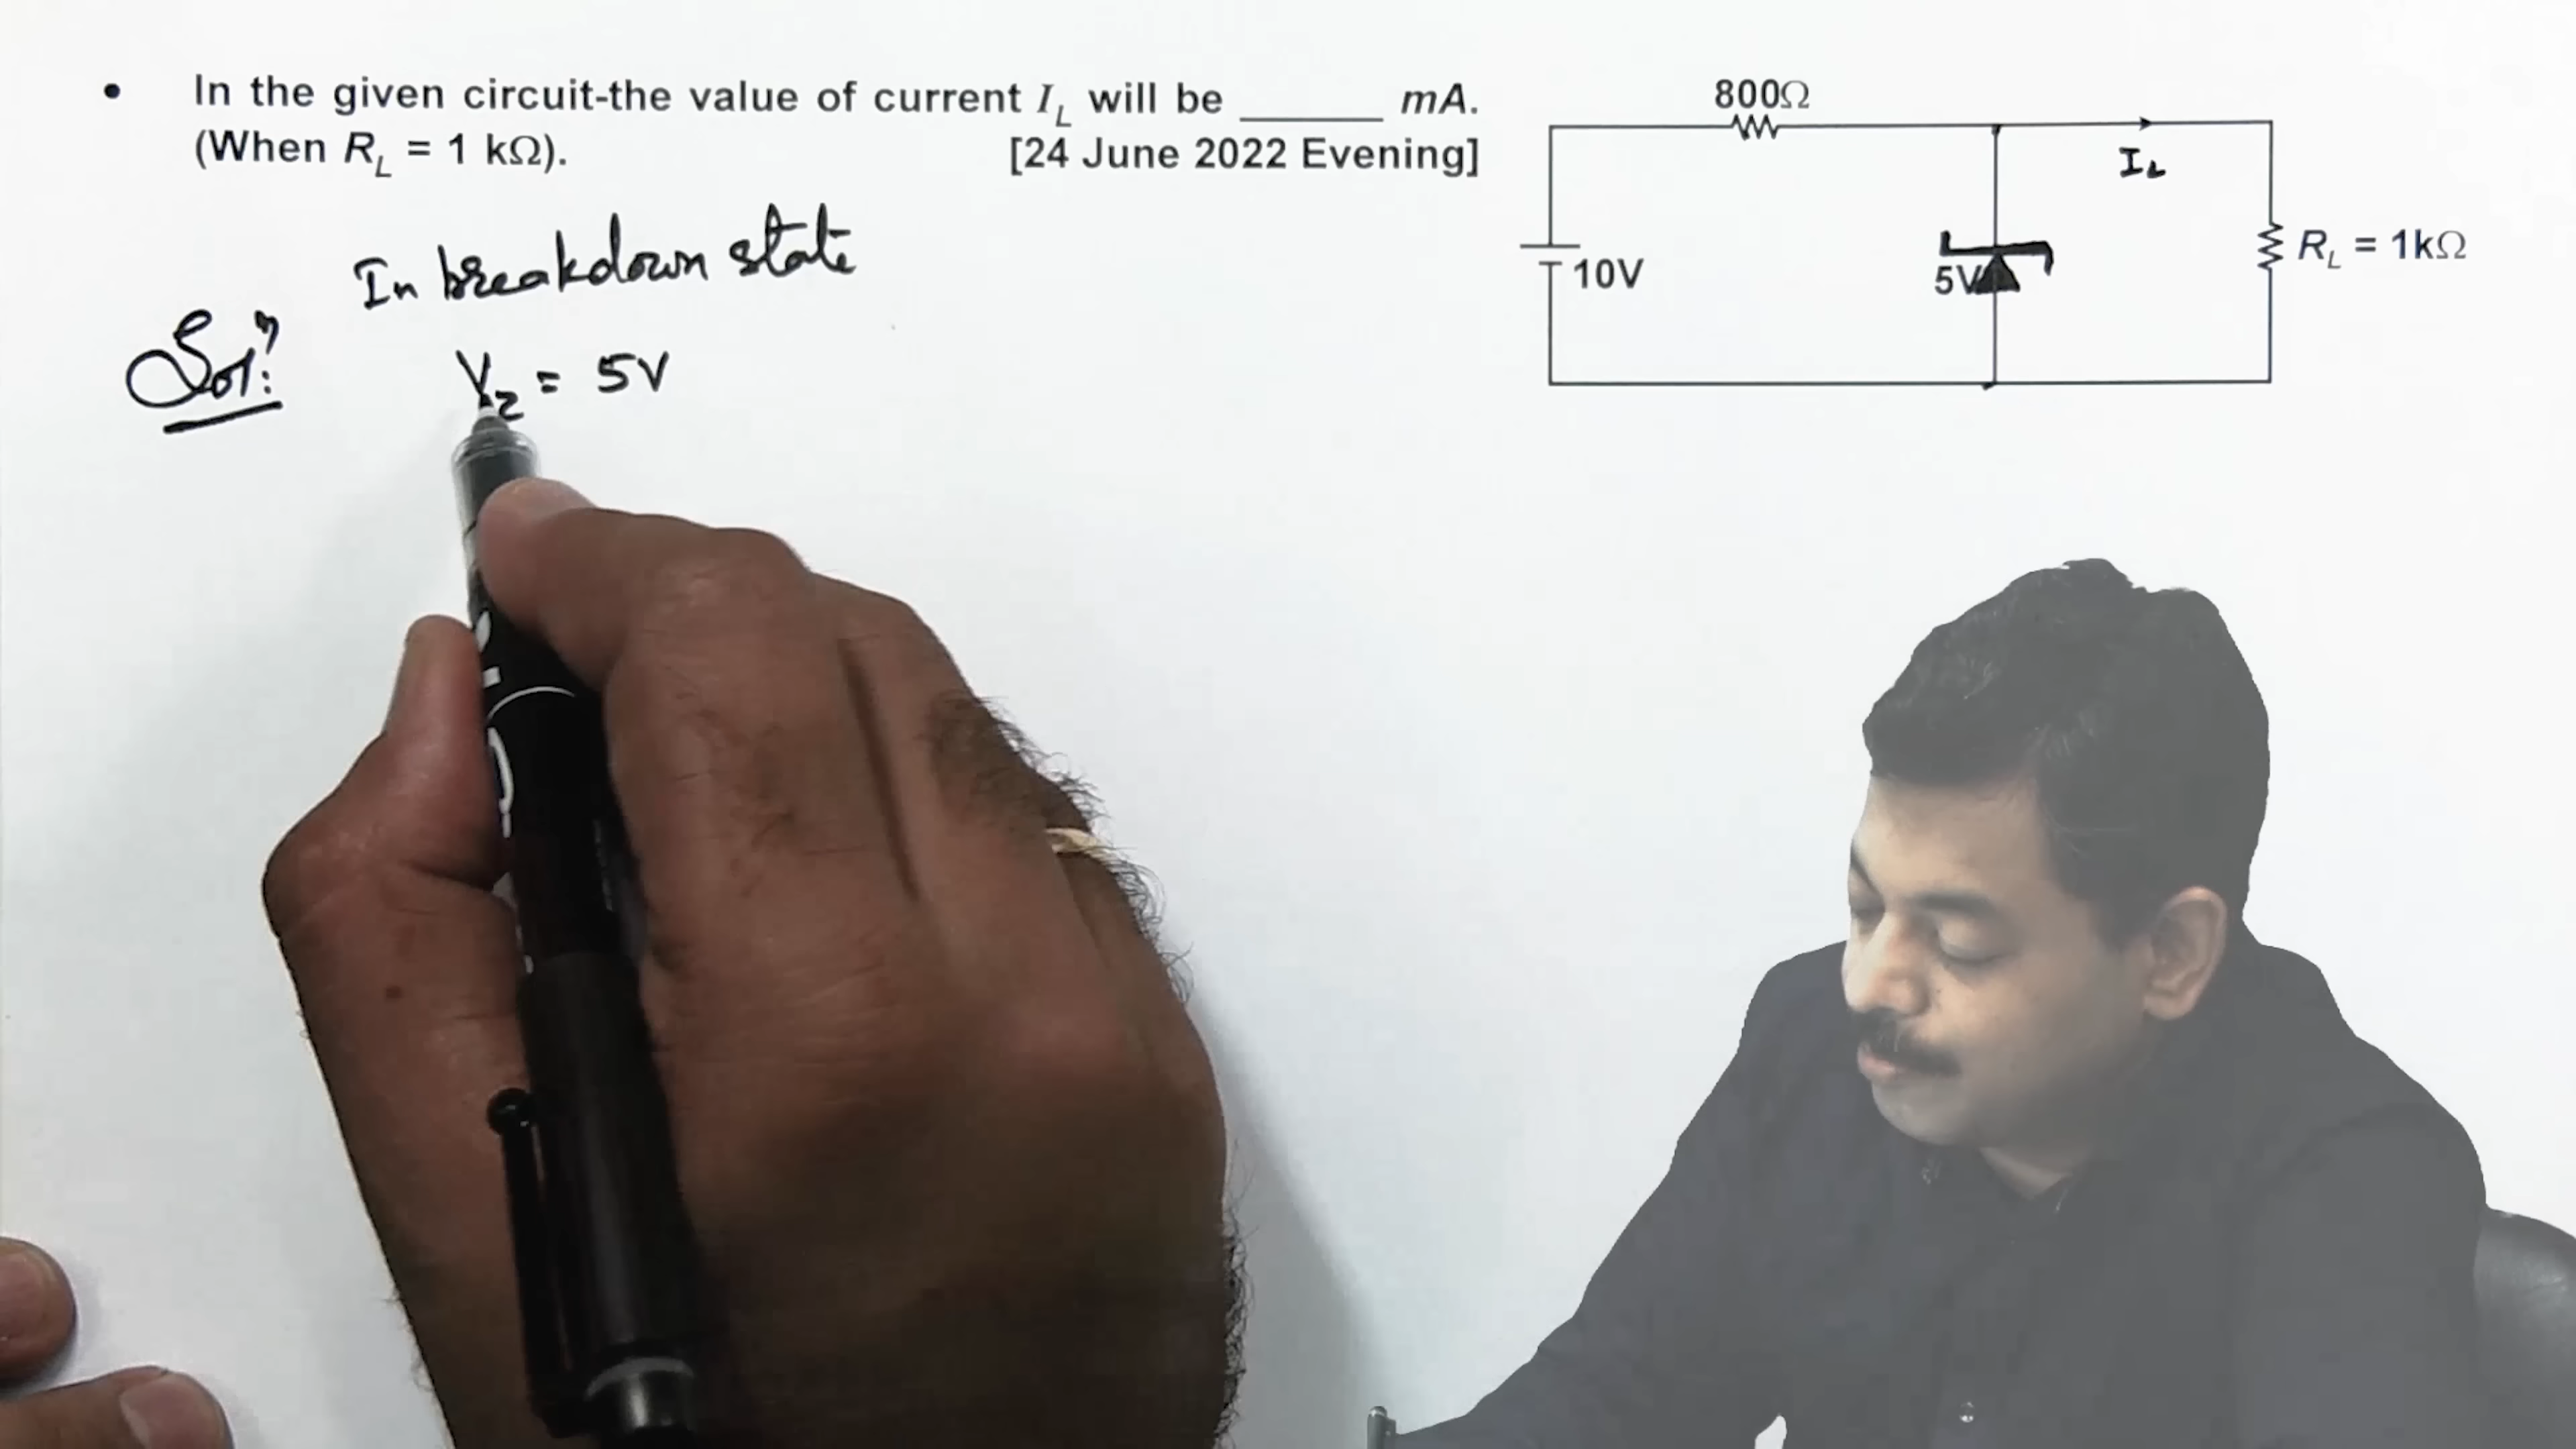 • In the given circuit-the value of current I_L will be ______ mA.
(When R_L = 1 kΩ). [24 June 2022 Evening]
800Ω
I_L
10V
5V
R_L = 1kΩ
In breakdown state
Solⁿ:
V_Z = 5V